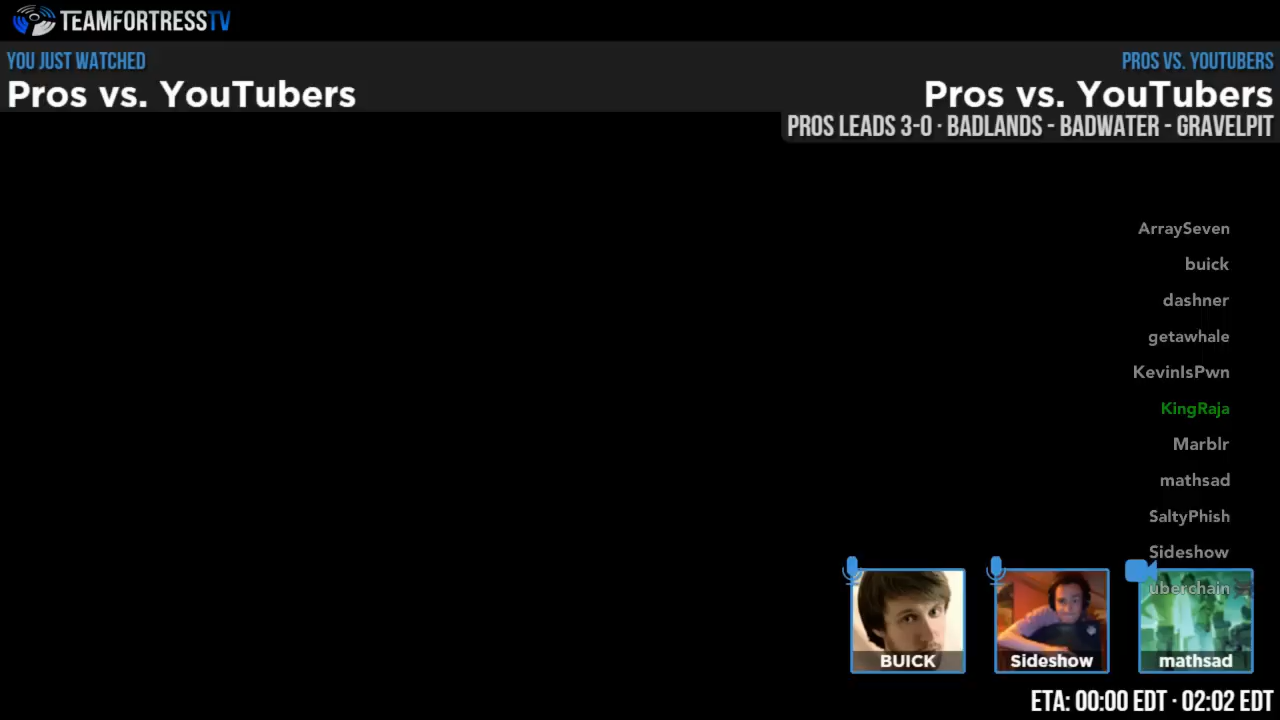 TEAMFORTRESSTV
YOU JUST WATCHED
Pros vs. YouTubers
PROS VS. YOUTUBERS
Pros vs. YouTubers
PROS LEADS 3-0 · BADLANDS - BADWATER - GRAVELPIT
ArraySeven
buick
dashner
getawhale
KevinIsPwn
KingRaja
Marblr
mathsad
SaltyPhish
Sideshow
uberchain
BUICK
Sideshow
mathsad
ETA: 00:00 EDT · 02:02 EDT